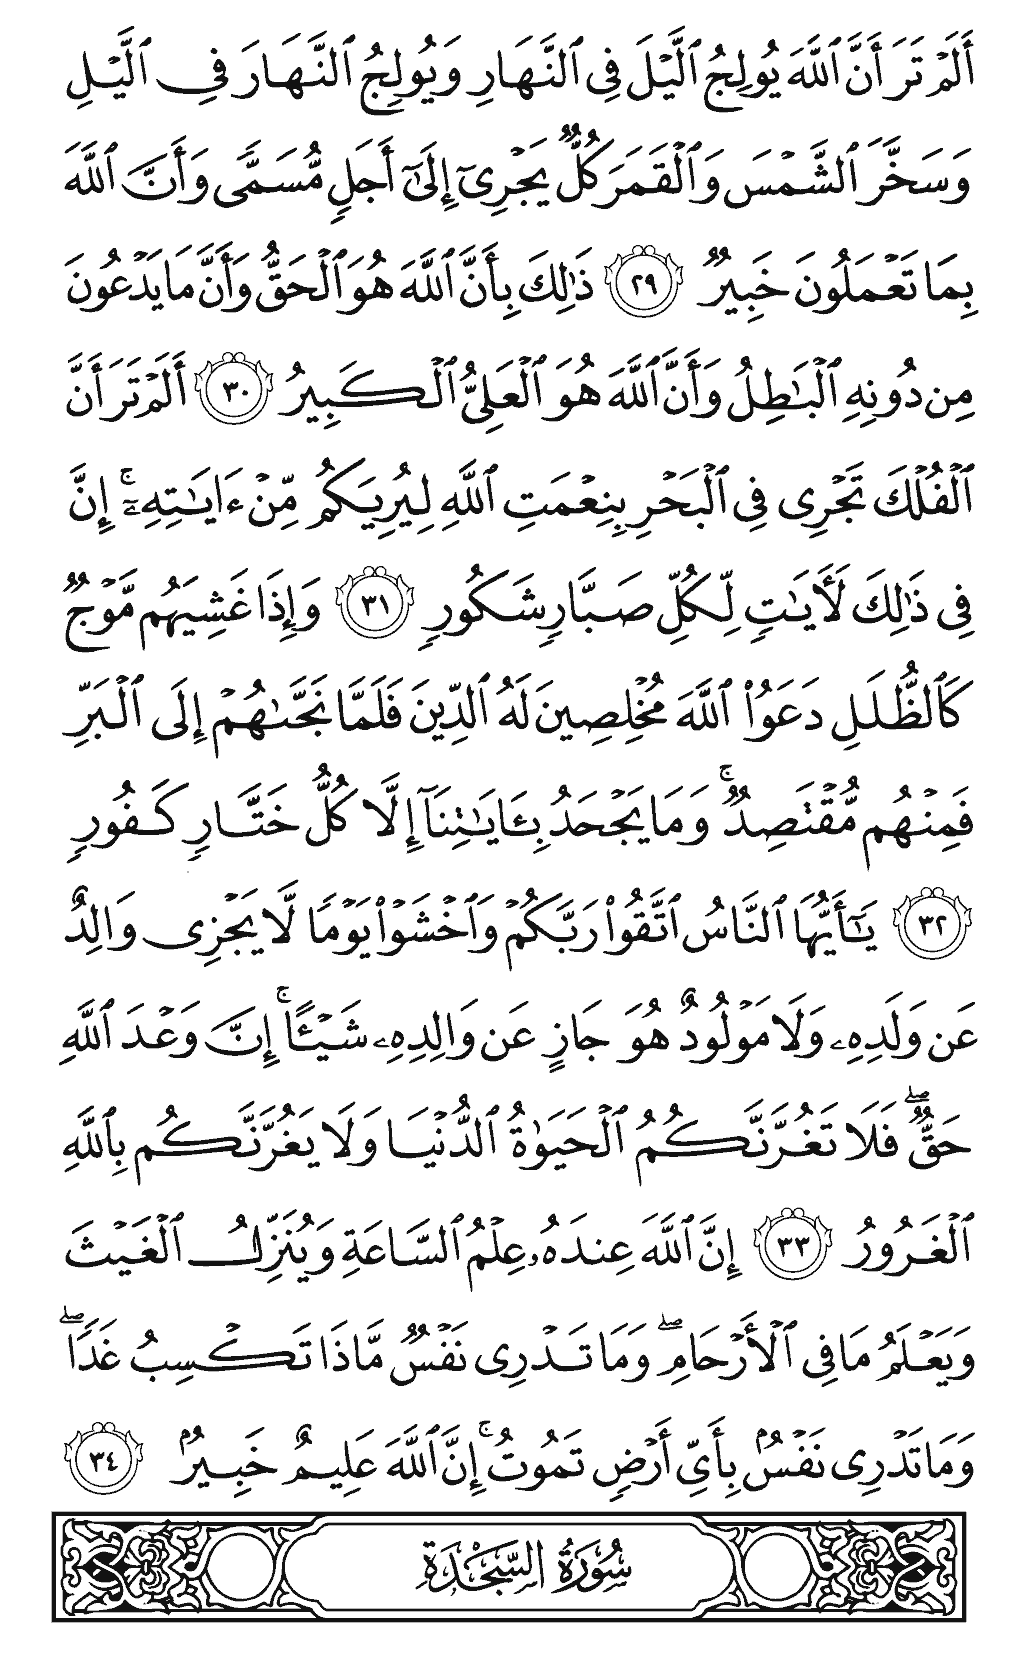 أَلَمْ تَرَ أَنَّ ٱللَّهَ يُولِجُ ٱلَّيْلَ فِى ٱلنَّهَارِ وَيُولِجُ ٱلنَّهَارَ فِى ٱلَّيْلِ
وَسَخَّرَ ٱلشَّمْسَ وَٱلْقَمَرَ كُلٌّ يَجْرِىٓ إِلَىٰٓ أَجَلٍ مُّسَمًّى وَأَنَّ ٱللَّهَ
بِمَا تَعْمَلُونَ خَبِيرٌ ٢٩ ذَٰلِكَ بِأَنَّ ٱللَّهَ هُوَ ٱلْحَقُّ وَأَنَّ مَا يَدْعُونَ
مِن دُونِهِ ٱلْبَـٰطِلُ وَأَنَّ ٱللَّهَ هُوَ ٱلْعَلِىُّ ٱلْكَبِيرُ ٣٠ أَلَمْ تَرَ أَنَّ
ٱلْفُلْكَ تَجْرِى فِى ٱلْبَحْرِ بِنِعْمَتِ ٱللَّهِ لِيُرِيَكُم مِّنْ ءَايَـٰتِهِۦٓ ۚ إِنَّ
فِى ذَٰلِكَ لَـَٔايَـٰتٍ لِّكُلِّ صَبَّارٍ شَكُورٍ ٣١ وَإِذَا غَشِيَهُم مَّوْجٌ
كَٱلظُّلَلِ دَعَوُا۟ ٱللَّهَ مُخْلِصِينَ لَهُ ٱلدِّينَ فَلَمَّا نَجَّىٰهُمْ إِلَى ٱلْبَرِّ
فَمِنْهُم مُّقْتَصِدٌ ۚ وَمَا يَجْحَدُ بِـَٔايَـٰتِنَآ إِلَّا كُلُّ خَتَّارٍ كَفُورٍ
٣٢ يَـٰٓأَيُّهَا ٱلنَّاسُ ٱتَّقُوا۟ رَبَّكُمْ وَٱخْشَوْا۟ يَوْمًا لَّا يَجْزِى وَالِدٌ
عَن وَلَدِهِۦ وَلَا مَوْلُودٌ هُوَ جَازٍ عَن وَالِدِهِۦ شَيْـًٔا ۚ إِنَّ وَعْدَ ٱللَّهِ
حَقٌّ ۖ فَلَا تَغُرَّنَّكُمُ ٱلْحَيَوٰةُ ٱلدُّنْيَا وَلَا يَغُرَّنَّكُم بِٱللَّهِ
ٱلْغَرُورُ ٣٣ إِنَّ ٱللَّهَ عِندَهُۥ عِلْمُ ٱلسَّاعَةِ وَيُنَزِّلُ ٱلْغَيْثَ
وَيَعْلَمُ مَا فِى ٱلْأَرْحَامِ ۖ وَمَا تَدْرِى نَفْسٌ مَّاذَا تَكْسِبُ غَدًا ۖ
وَمَا تَدْرِى نَفْسٌۢ بِأَىِّ أَرْضٍ تَمُوتُ ۚ إِنَّ ٱللَّهَ عَلِيمٌ خَبِيرٌۢ ٣٤
سُورَةُ السَّجْدَةِ